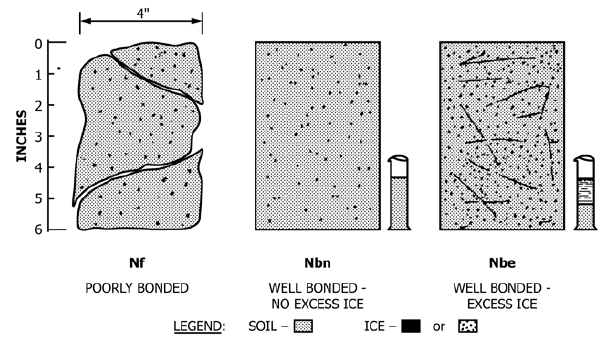 4"
0
1
2
3
4
5
6
INCHES
Nf
Nbn
Nbe
POORLY BONDED
WELL BONDED -
NO EXCESS ICE
WELL BONDED -
EXCESS ICE
LEGEND: SOIL – ICE – or